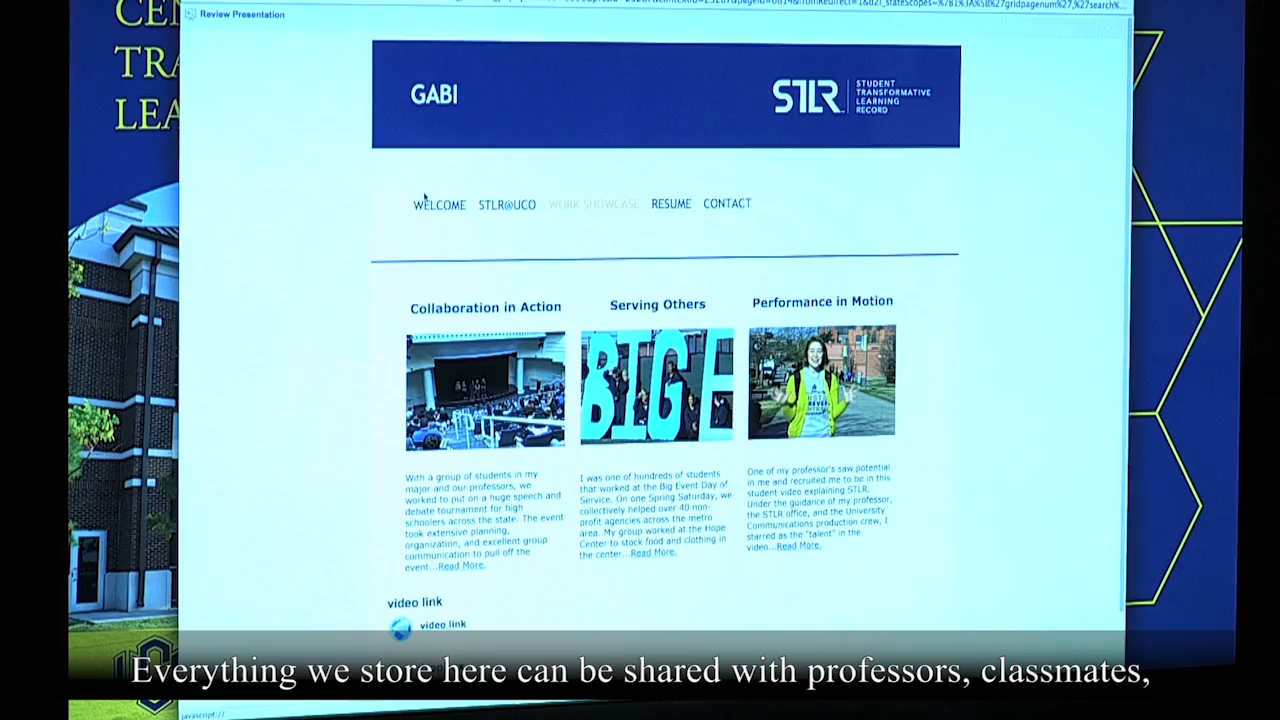 Review Presentation
GABI
STLR
STUDENT
TRANSFORMATIVE
LEARNING
RECORD
WELCOME STLR@UCO WORK SHOWCASE RESUME CONTACT
Collaboration in Action
Serving Others
Performance in Motion
BIG E
With a group of students in my
major and our professors, we
worked to put on a huge speech and
debate tournament for high
schoolers across the state. The event
took extensive planning,
organization, and excellent group
communication to pull off the
event...Read More.
I was one of hundreds of students
that worked at the Big Event Day of
Service. On one Spring Saturday, we
collectively helped over 40 non-
profit agencies across the metro
area. My group worked at the Hope
Center to stock food and clothing in
the center...Read More.
One of my professor's saw potential
in me and recruited me to be in this
student video explaining STLR.
Under the guidance of my professor,
the STLR office, and the University
Communications production crew, I
starred as the "talent" in the
video...Read More.
video link
video link
Everything we store here can be shared with professors, classmates,
javascript://